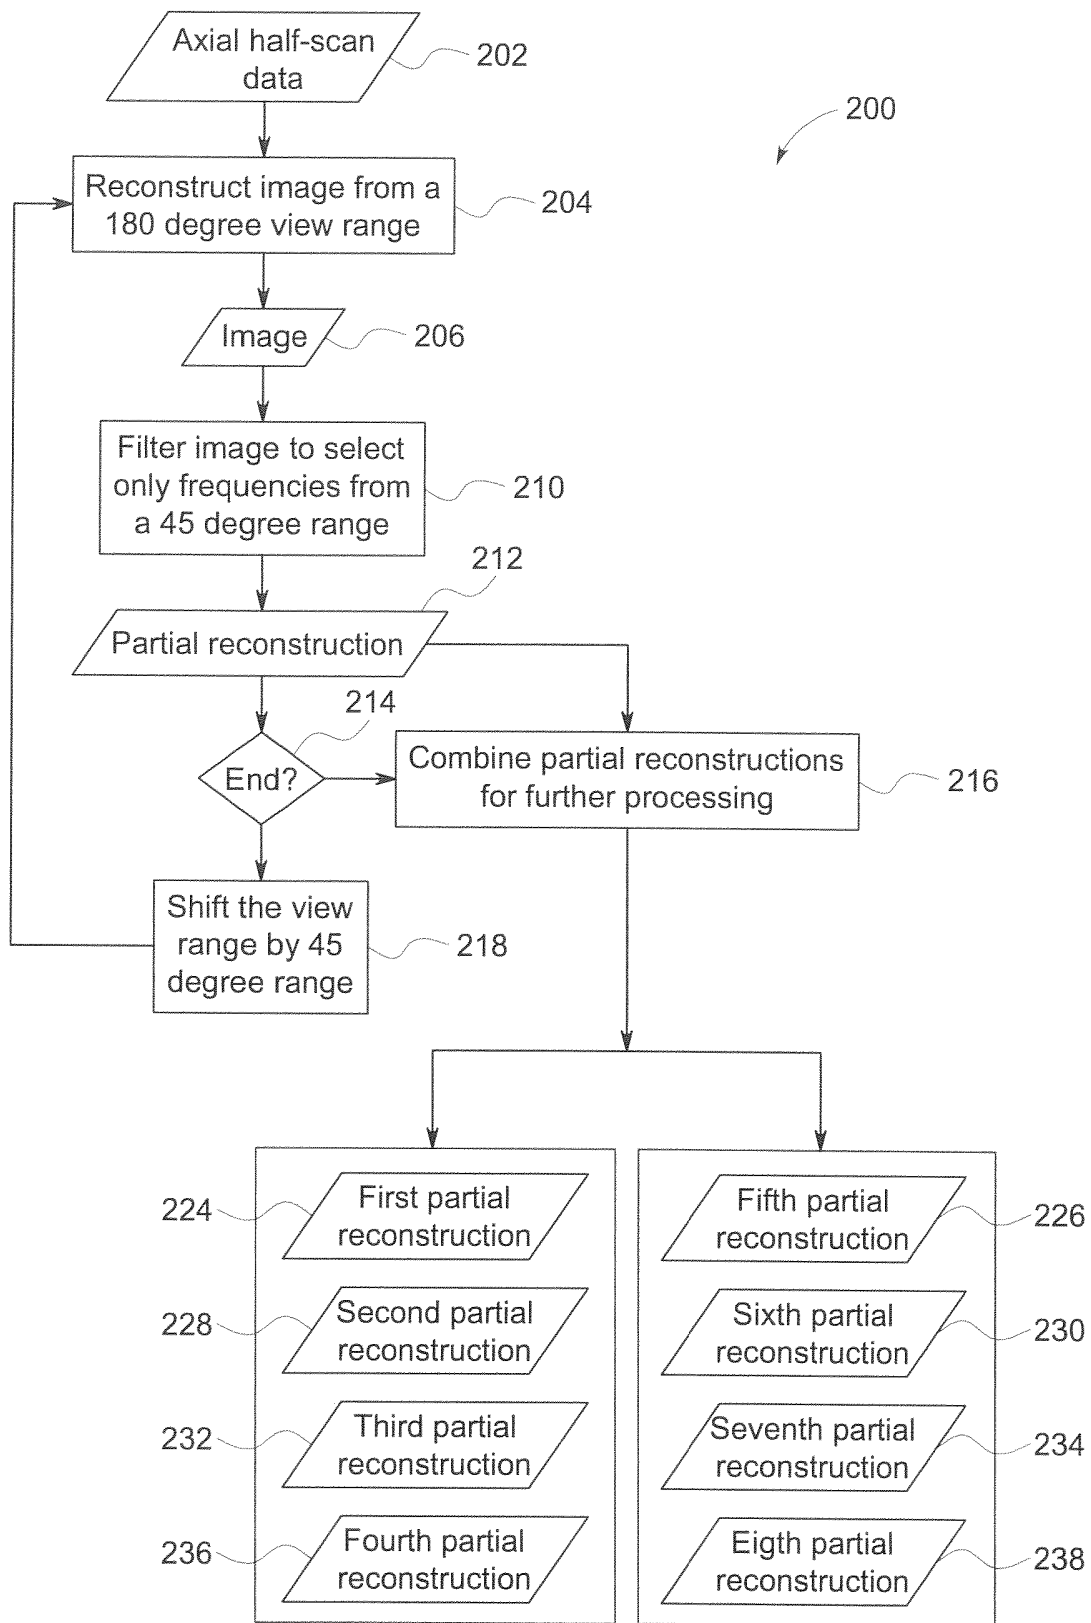 Axial half-scan
data
202
200
Reconstruct image from a
180 degree view range
204
Image
206
Filter image to select
only frequencies from
a 45 degree range
210
212
Partial reconstruction
214
End?
Combine partial reconstructions
for further processing
216
Shift the view
range by 45
degree range
218
224
First partial
reconstruction
Fifth partial
reconstruction
226
228
Second partial
reconstruction
Sixth partial
reconstruction
230
232
Third partial
reconstruction
Seventh partial
reconstruction
234
236
Fourth partial
reconstruction
Eigth partial
reconstruction
238